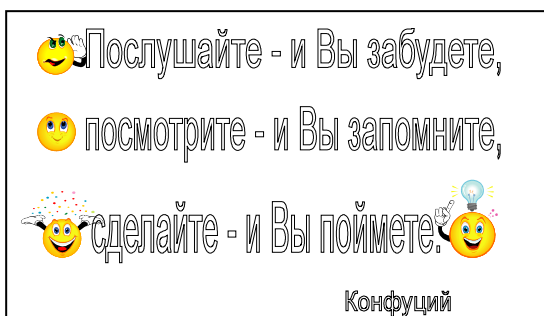 Послушайте - и Вы забудете,
посмотрите - и Вы запомните,
сделайте - и Вы поймете.
Конфуций